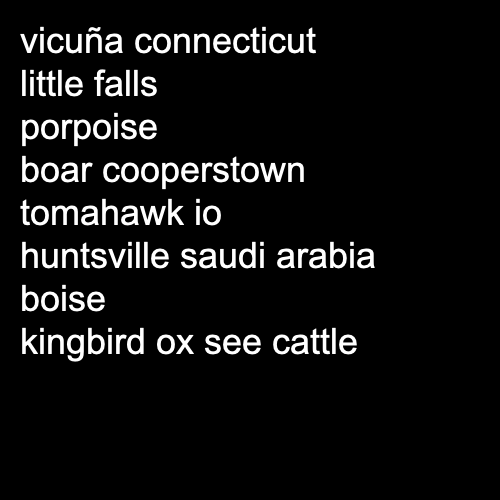 vicuña connecticut
little falls
porpoise
boar cooperstown
tomahawk io
huntsville saudi arabia
boise
kingbird ox see cattle